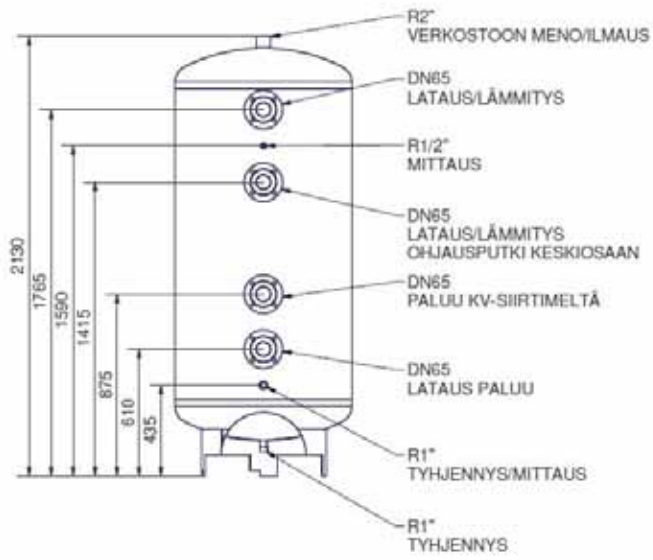 R2"
VERKOSTOON MENO/ILMAUS
DN65
LATAUS/LÄMMITYS
R1/2"
MITTAUS
DN65
LATAUS/LÄMMITYS
OHJAUSPUTKI KESKIOSAAN
DN65
PALUU KV-SIIRTIMELTÄ
DN65
LATAUS PALUU
R1"
TYHJENNYS/MITTAUS
R1"
TYHJENNYS
2130
1765
1590
1415
875
610
435